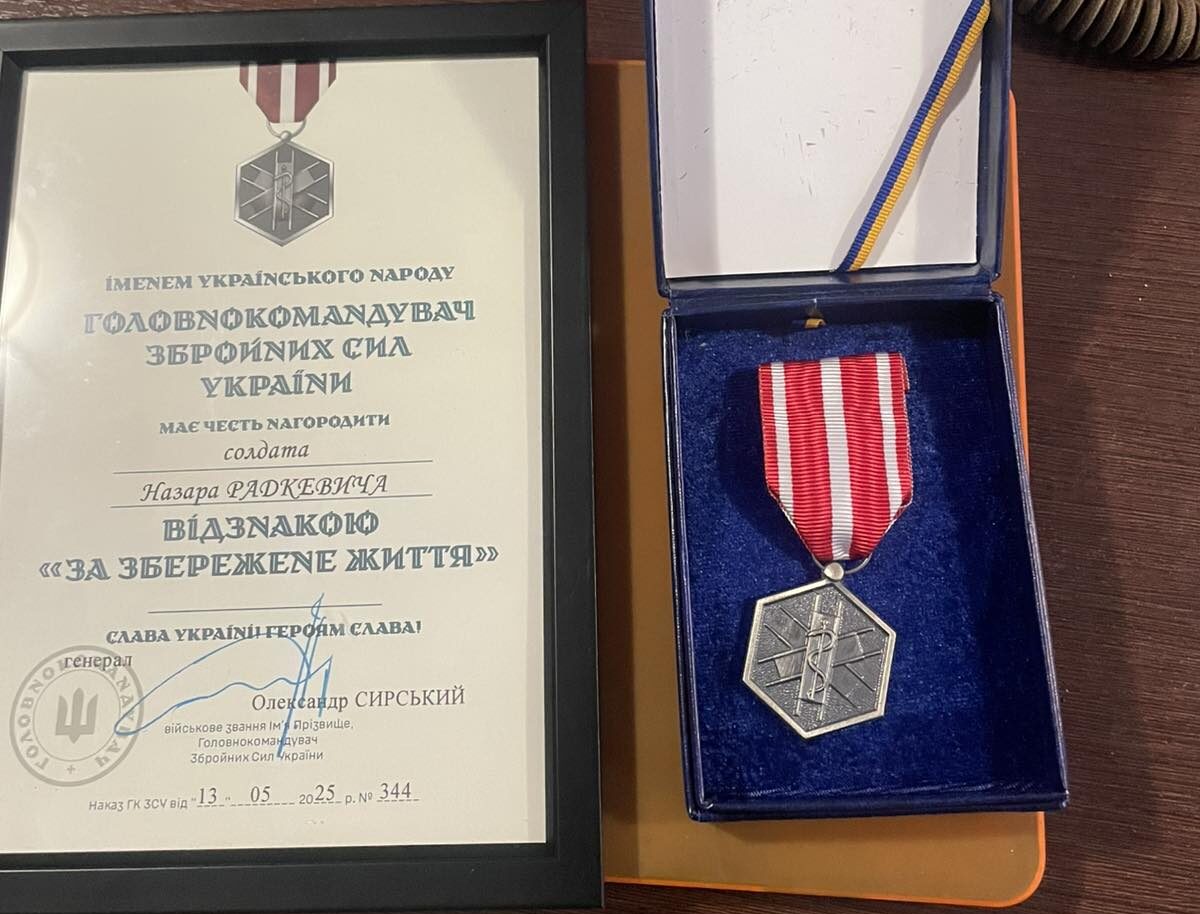 ІМЕНЕМ УКРАЇНСЬКОГО НАРОДУ
ГОЛОВНОКОМАНДУВАЧ
ЗБРОЙНИХ СИЛ
УКРАЇНИ
МАЄ ЧЕСТЬ НАГОРОДИТИ
солдата
Назара РАДКЕВИЧА
ВІДЗНАКОЮ
«ЗА ЗБЕРЕЖЕНЕ ЖИТТЯ»
СЛАВА УКРАЇНІ! ГЕРОЯМ СЛАВА!
генерал
Олександр СИРСЬКИЙ
військове звання Ім'я Прізвище,
Головнокомандувач
Збройних Сил України
ГОЛОВНОКОМАНДУВАЧ
Наказ ГК ЗСУ від "13" 05 2025 р. № 344